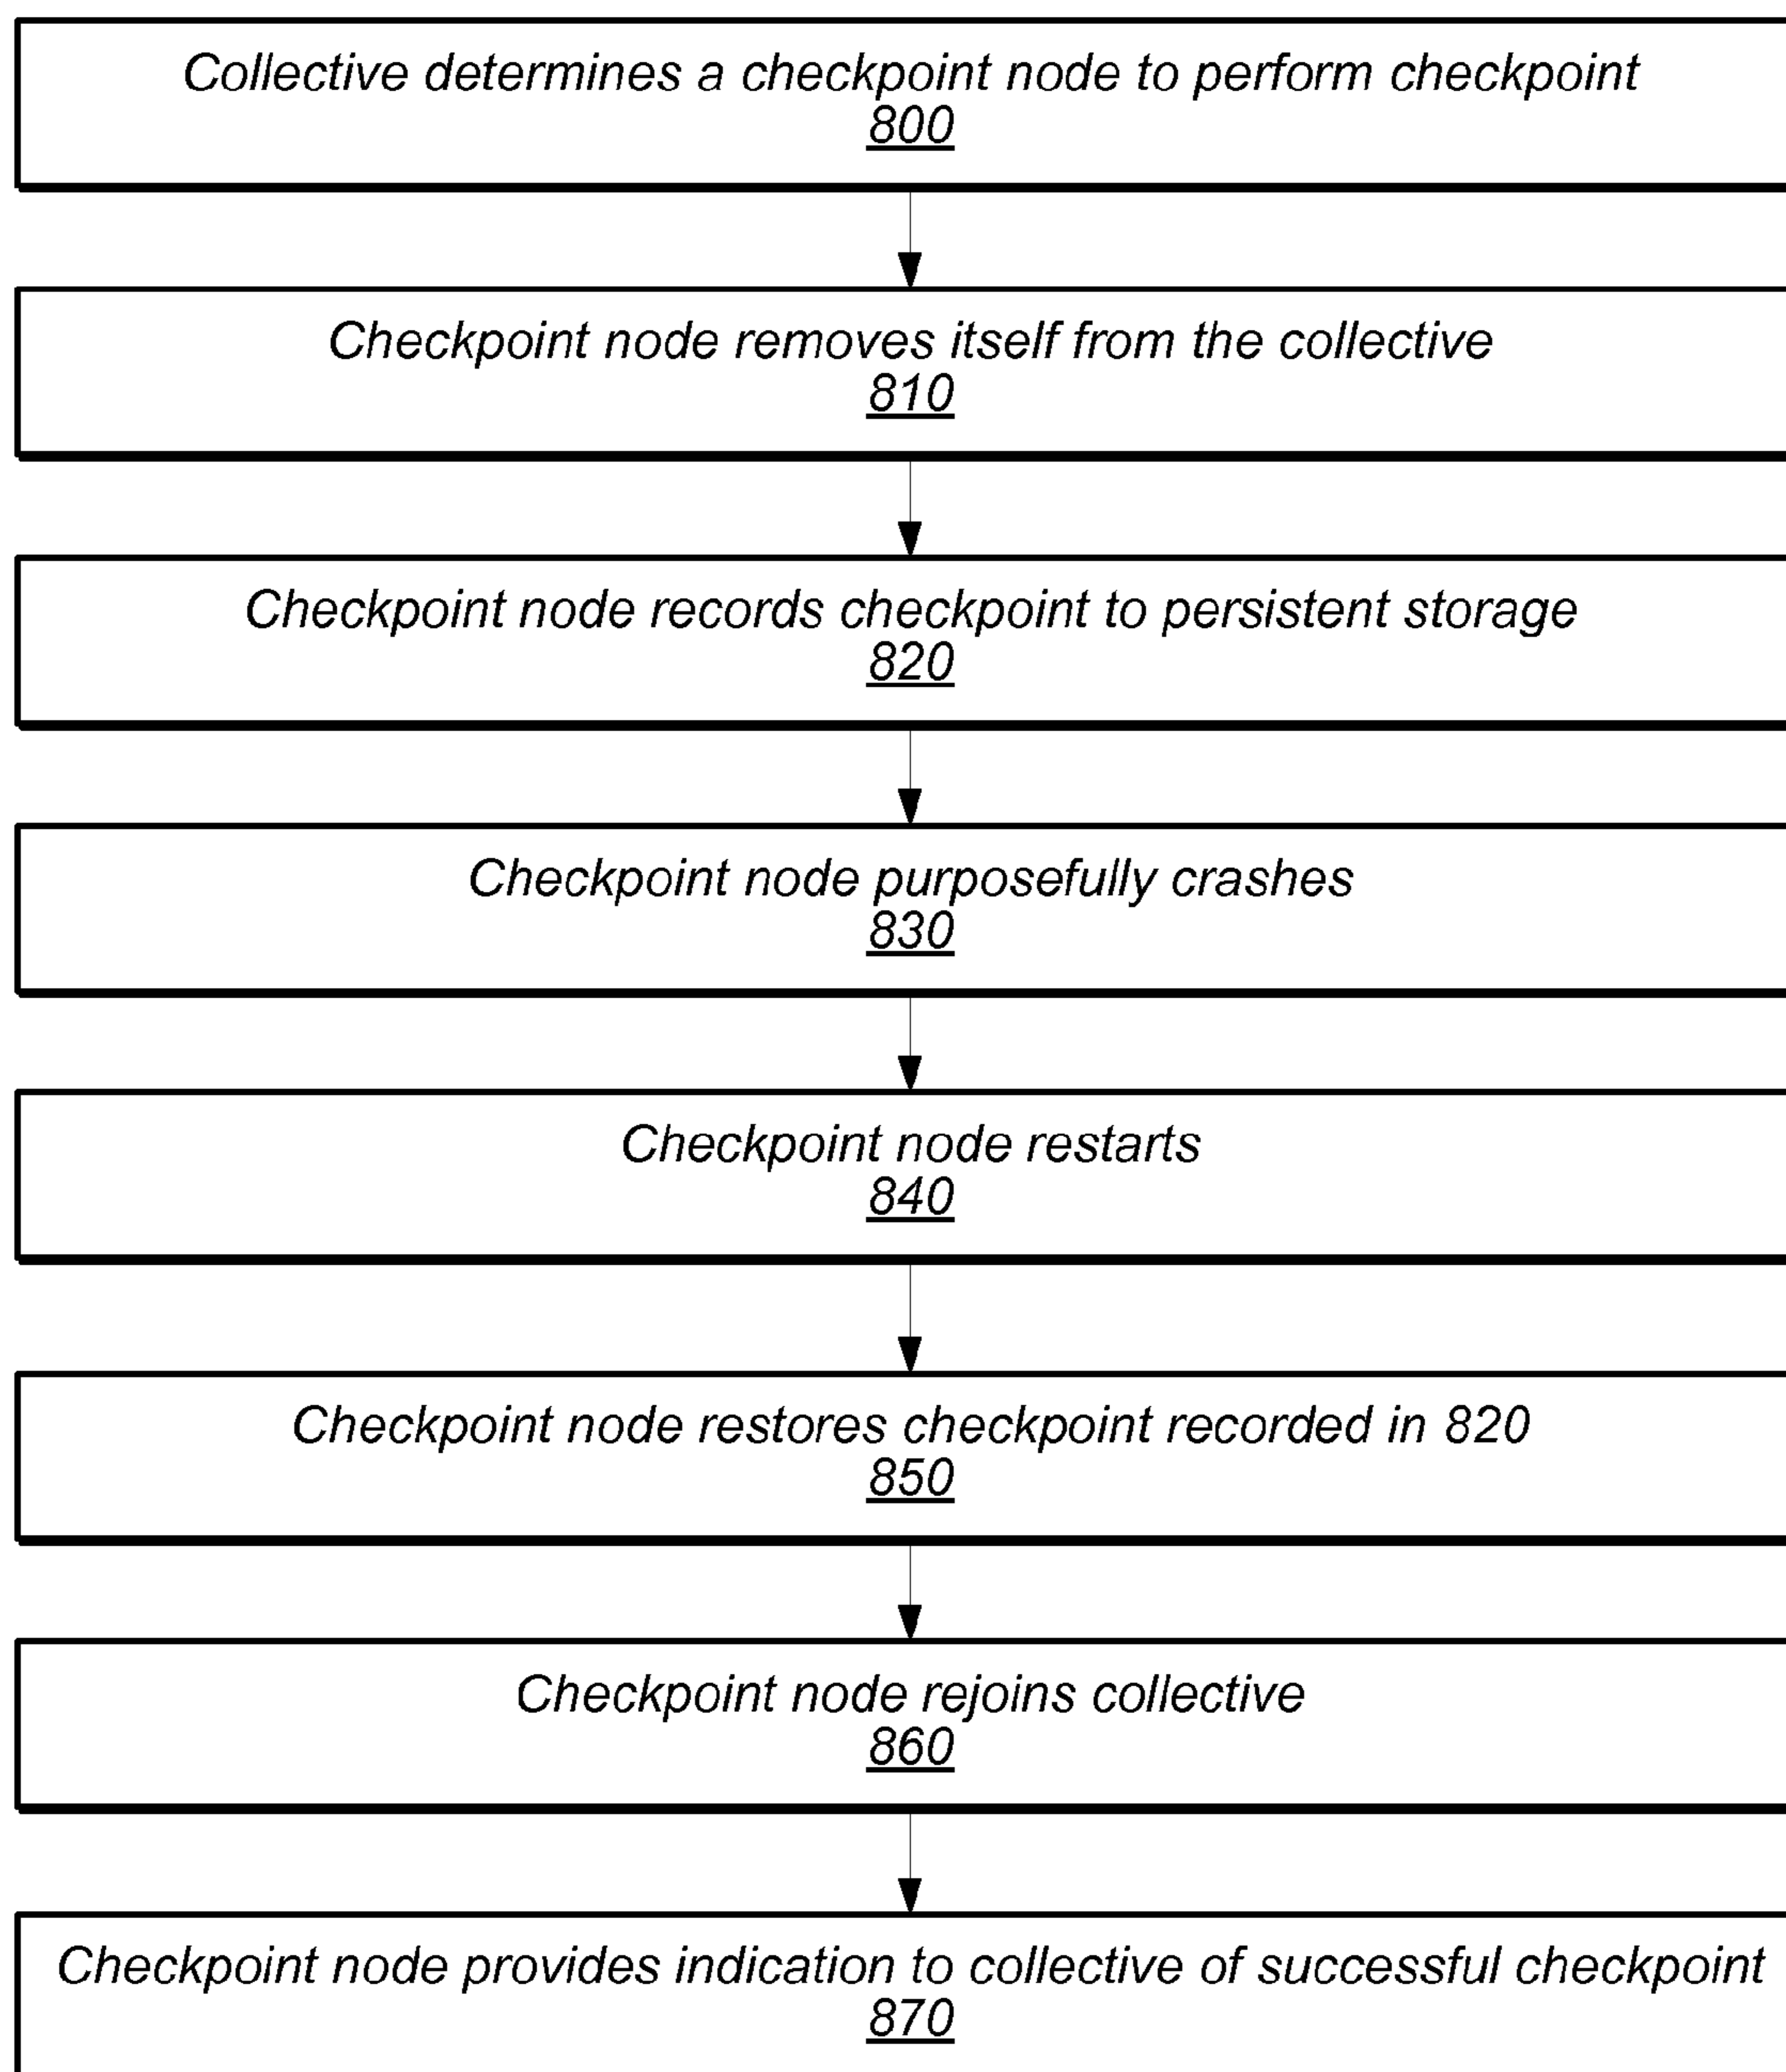 Collective determines a checkpoint node to perform checkpoint
800
Checkpoint node removes itself from the collective
810
Checkpoint node records checkpoint to persistent storage
820
Checkpoint node purposefully crashes
830
Checkpoint node restarts
840
Checkpoint node restores checkpoint recorded in 820
850
Checkpoint node rejoins collective
860
Checkpoint node provides indication to collective of successful checkpoint
870